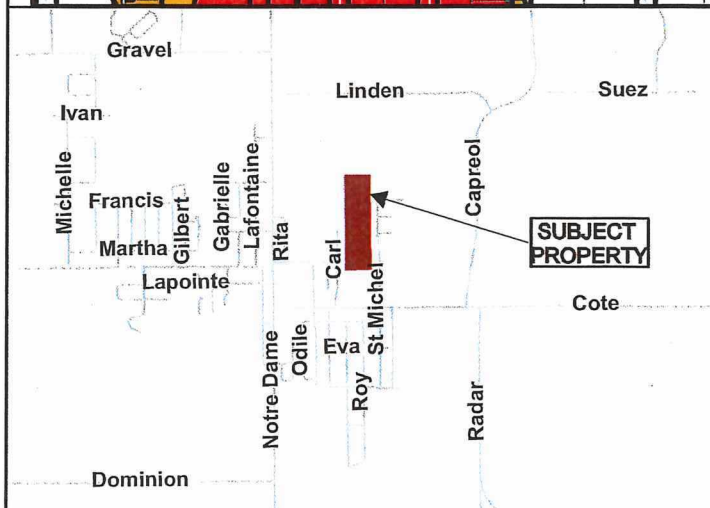 Gravel
Linden
Suez
Ivan
Michelle
Francis
Gilbert
Gabrielle
Lafontaine
Rita
Capreol
Martha
Carl
St Michel
SUBJECT
PROPERTY
Lapointe
Cote
Notre-Dame
Odile
Eva
Roy
Radar
Dominion